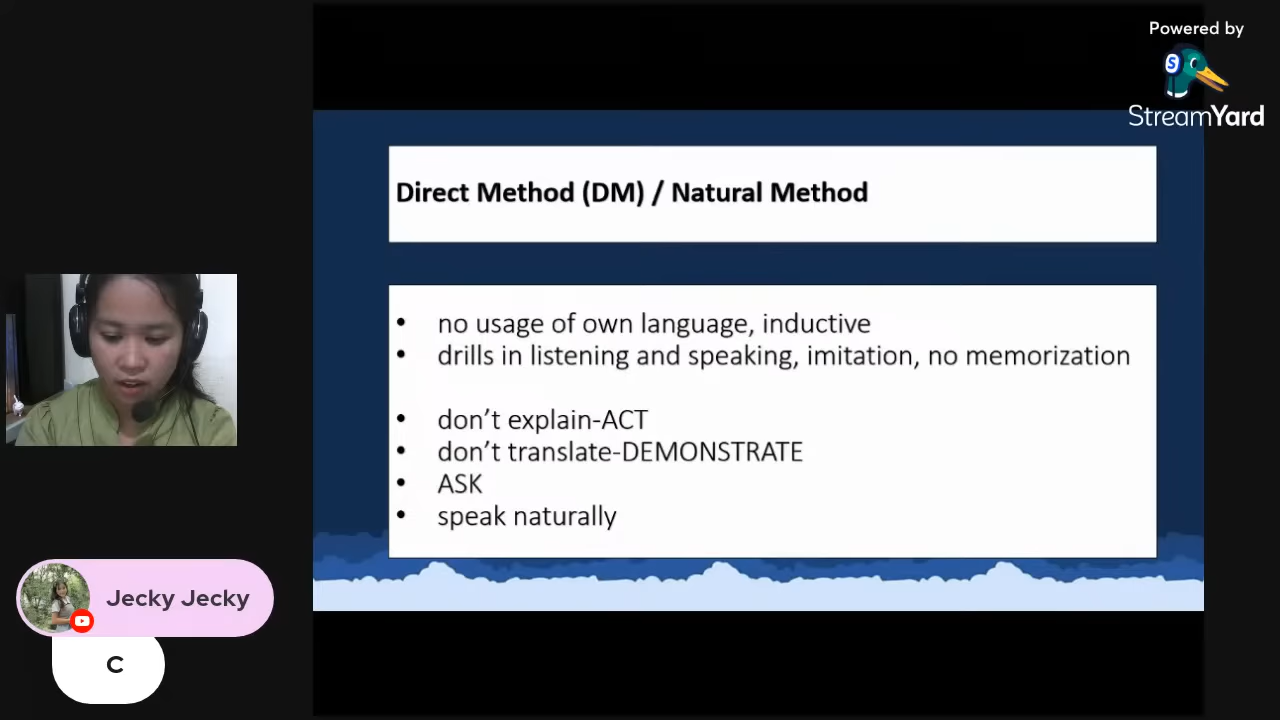 Powered by
StreamYard
Direct Method (DM) / Natural Method
• no usage of own language, inductive
• drills in listening and speaking, imitation, no memorization
• don't explain-ACT
• don't translate-DEMONSTRATE
• ASK
• speak naturally
Jecky Jecky
C